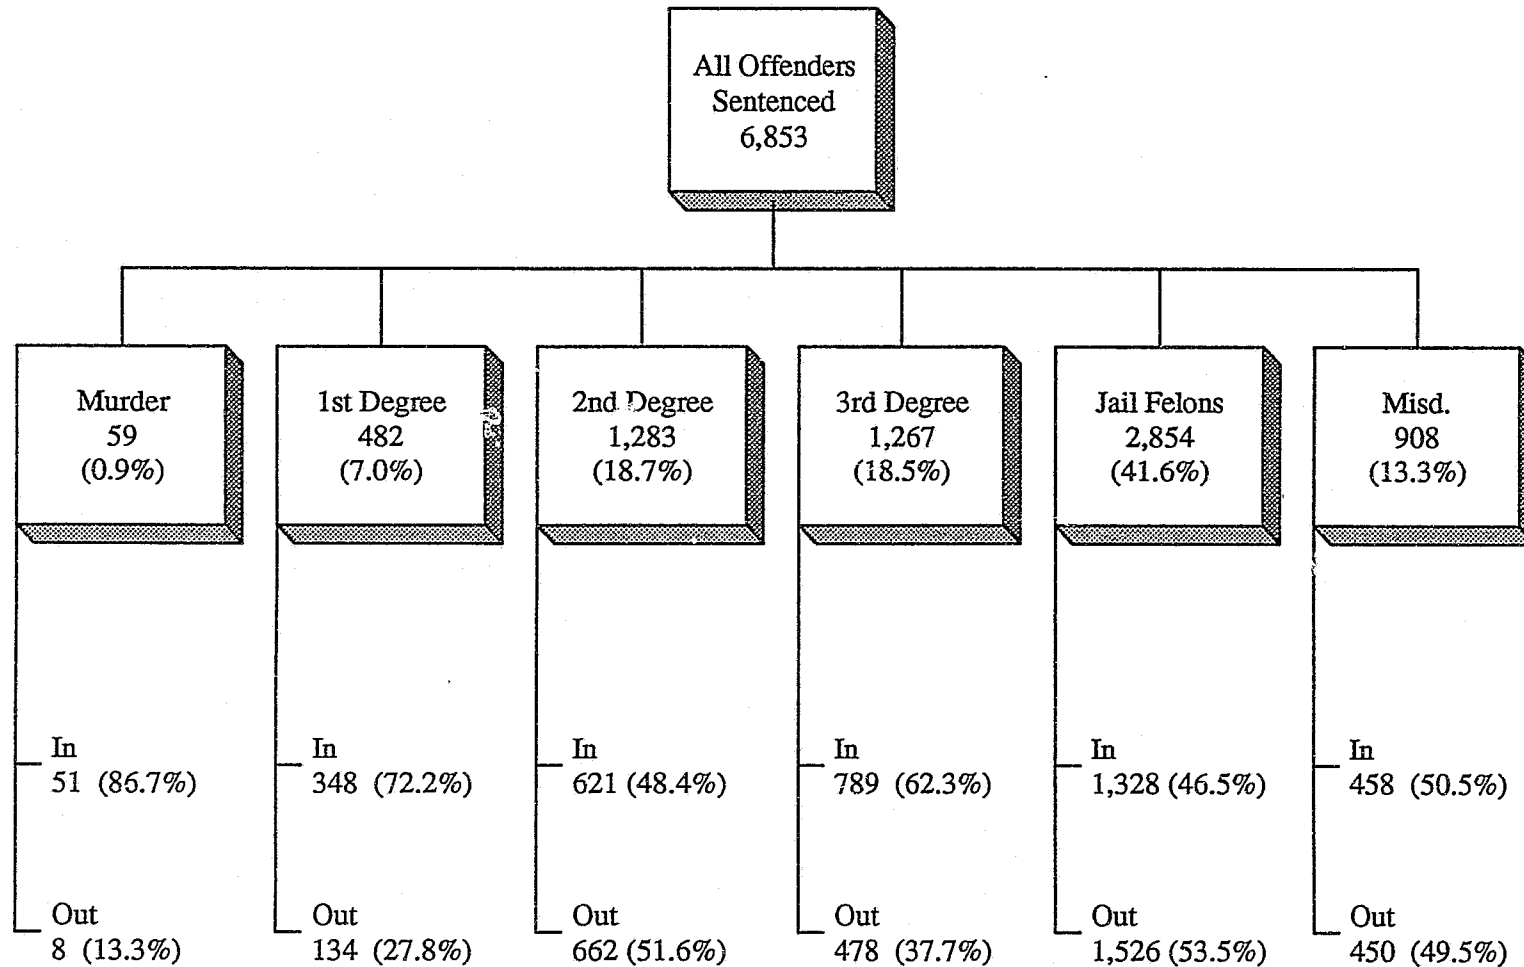 All Offenders
Sentenced
6,853
Murder
59
(0.9%)
1st Degree
482
(7.0%)
2nd Degree
1,283
(18.7%)
3rd Degree
1,267
(18.5%)
Jail Felons
2,854
(41.6%)
Misd.
908
(13.3%)
In
51 (86.7%)
In
348 (72.2%)
In
621 (48.4%)
In
789 (62.3%)
In
1,328 (46.5%)
In
458 (50.5%)
Out
8 (13.3%)
Out
134 (27.8%)
Out
662 (51.6%)
Out
478 (37.7%)
Out
1,526 (53.5%)
Out
450 (49.5%)